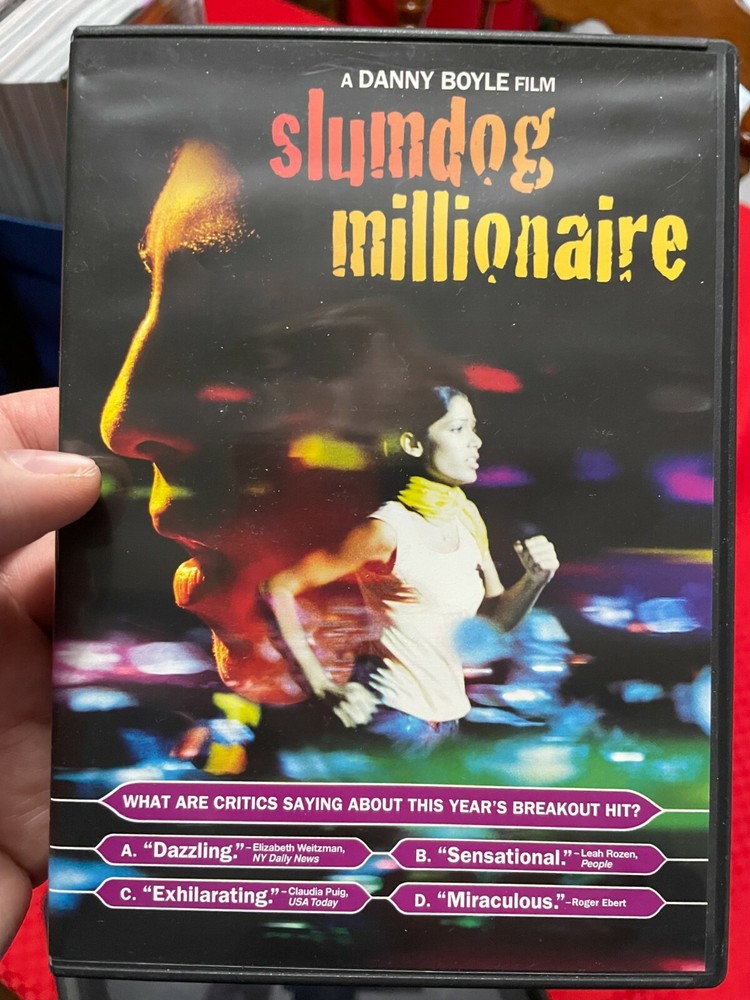 A DANNY BOYLE FILM
slumdog
millionaire
WHAT ARE CRITICS SAYING ABOUT THIS YEAR'S BREAKOUT HIT?
A. "Dazzling." –Elizabeth Weitzman,
NY Daily News
B. "Sensational." –Leah Rozen,
People
C. "Exhilarating." –Claudia Puig,
USA Today
D. "Miraculous." –Roger Ebert